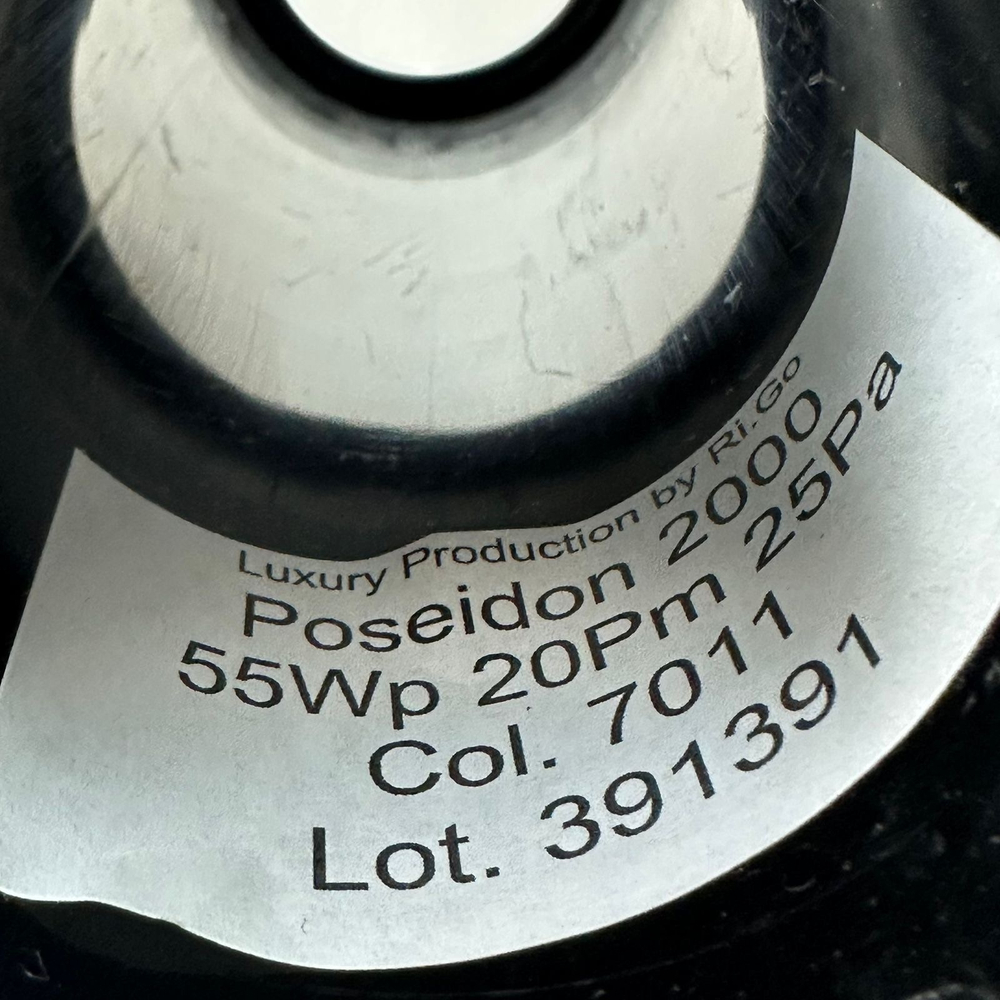 Luxury Production by Ri.Go
Poseidon 2000
55Wp 20Pm 25Pa
Col. 7011
Lot. 391391